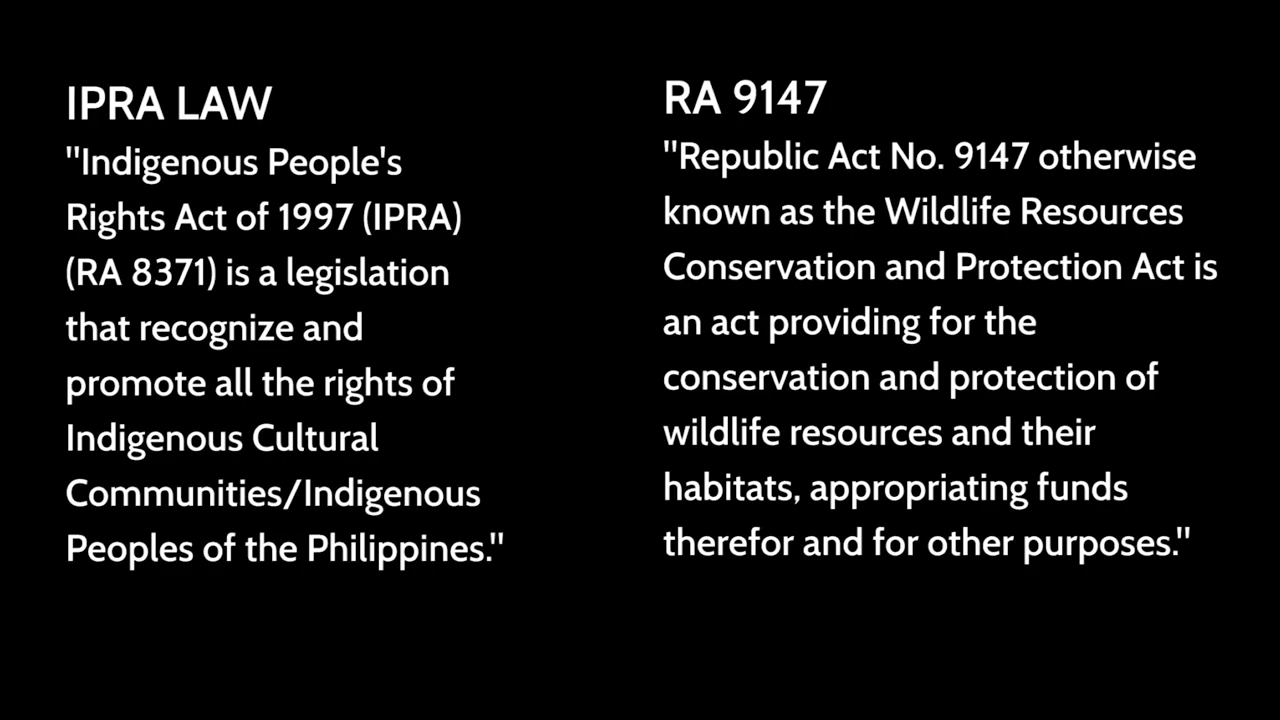 IPRA LAW
"Indigenous People's
Rights Act of 1997 (IPRA)
(RA 8371) is a legislation
that recognize and
promote all the rights of
Indigenous Cultural
Communities/Indigenous
Peoples of the Philippines."
RA 9147
"Republic Act No. 9147 otherwise
known as the Wildlife Resources
Conservation and Protection Act is
an act providing for the
conservation and protection of
wildlife resources and their
habitats, appropriating funds
therefor and for other purposes."